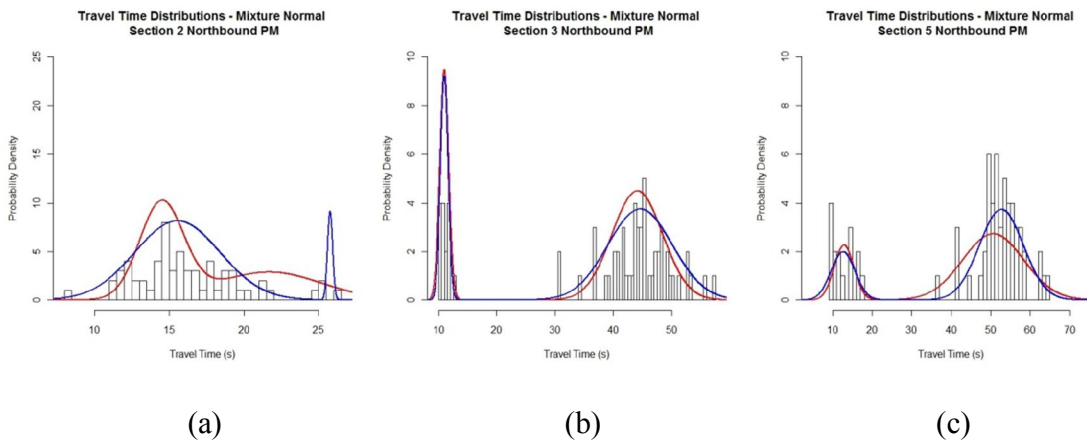 Travel Time Distributions - Mixture Normal
Section 2 Northbound PM
25
20
15
10
5
0
Probability Density
10 15 20 25
Travel Time (s)
(a)
Travel Time Distributions - Mixture Normal
Section 3 Northbound PM
10
8
6
4
2
0
Probability Density
10 20 30 40 50
Travel Time (s)
(b)
Travel Time Distributions - Mixture Normal
Section 5 Northbound PM
10
8
6
4
2
0
Probability Density
10 20 30 40 50 60 70
Travel Time (s)
(c)